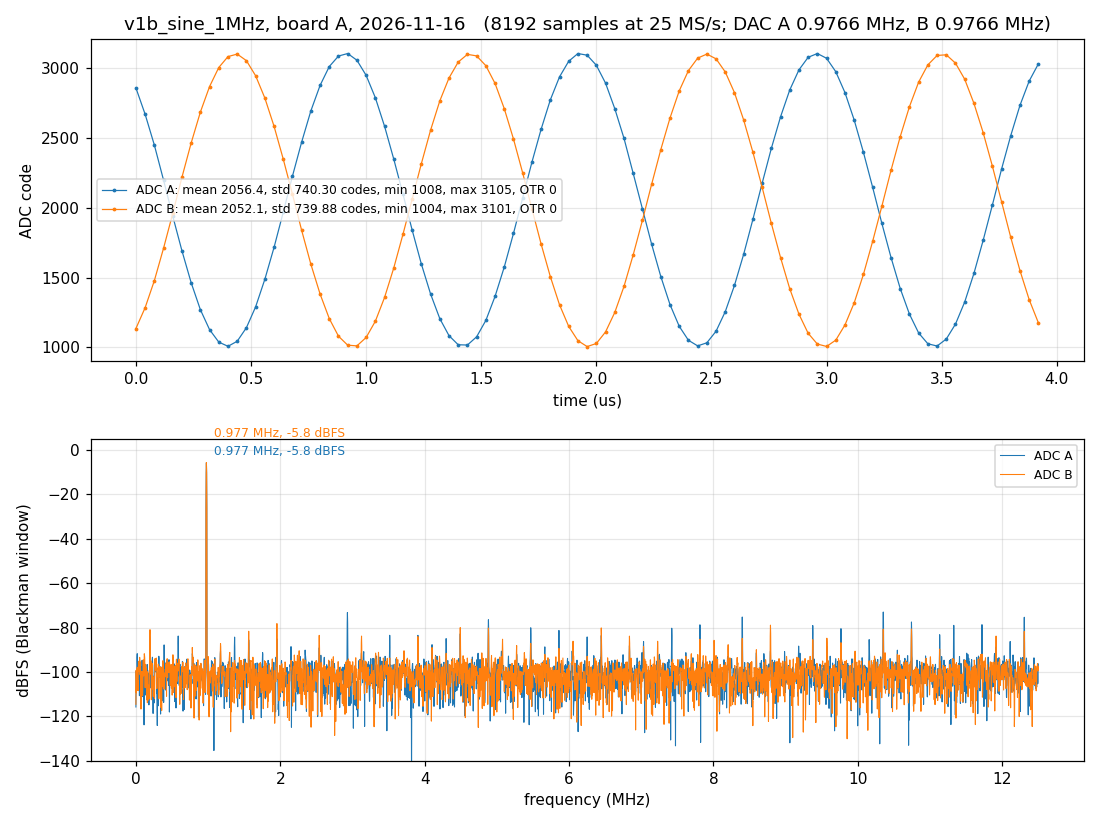 v1b_sine_1MHz, board A, 2026-11-16   (8192 samples at 25 MS/s; DAC A 0.9766 MHz, B 0.9766 MHz)
ADC code
3000
2500
2000
1500
1000
ADC A: mean 2056.4, std 740.30 codes, min 1008, max 3105, OTR 0
ADC B: mean 2052.1, std 739.88 codes, min 1004, max 3101, OTR 0
0.0 0.5 1.0 1.5 2.0 2.5 3.0 3.5 4.0
time (us)
0.977 MHz, -5.8 dBFS
0.977 MHz, -5.8 dBFS
ADC A
ADC B
dBFS (Blackman window)
0
−20
−40
−60
−80
−100
−120
−140
0 2 4 6 8 10 12
frequency (MHz)